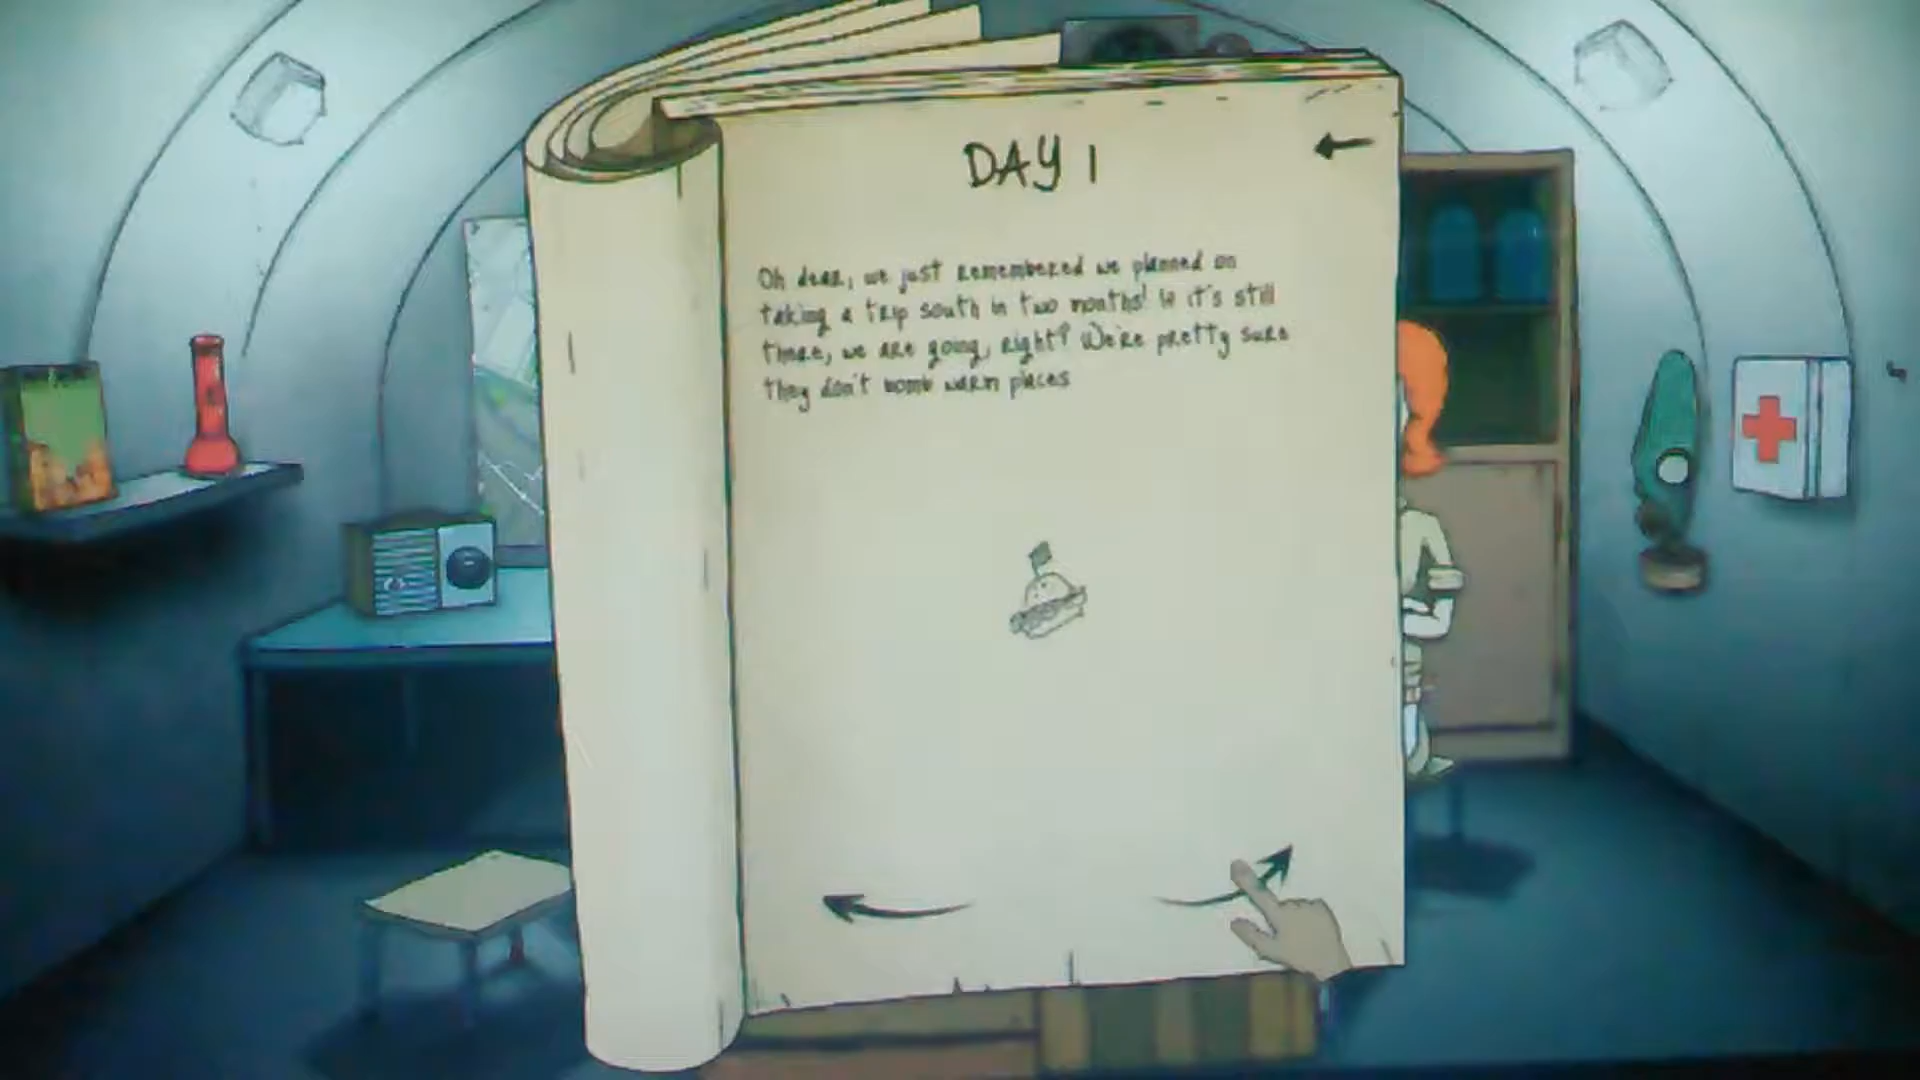 DAY 1
Oh dear, we just remembered we planned on
taking a trip south in two months! If it's still
there, we are going, right? We're pretty sure
they don't bomb warm places